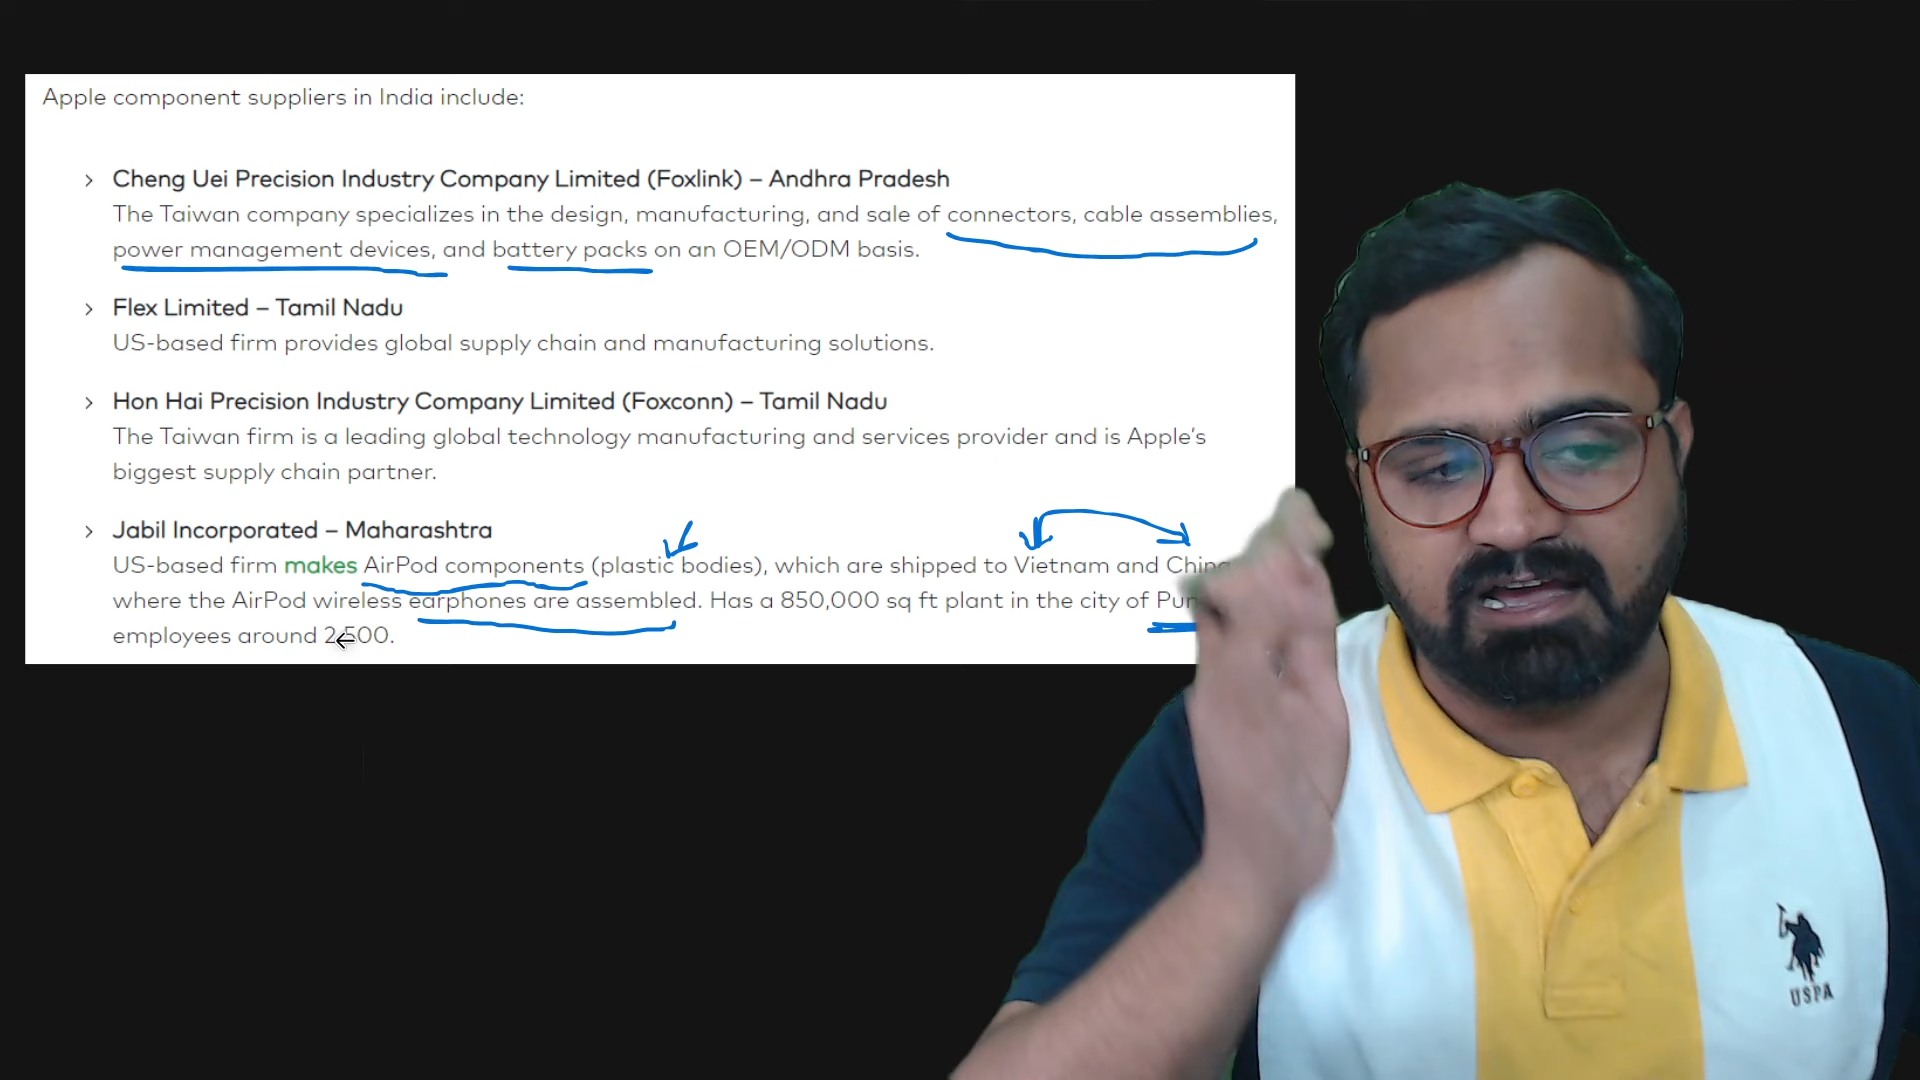 Apple component suppliers in India include:
Cheng Uei Precision Industry Company Limited (Foxlink) – Andhra Pradesh
The Taiwan company specializes in the design, manufacturing, and sale of connectors, cable assemblies,
power management devices, and battery packs on an OEM/ODM basis.
Flex Limited – Tamil Nadu
US-based firm provides global supply chain and manufacturing solutions.
Hon Hai Precision Industry Company Limited (Foxconn) – Tamil Nadu
The Taiwan firm is a leading global technology manufacturing and services provider and is Apple's
biggest supply chain partner.
Jabil Incorporated – Maharashtra
US-based firm makes AirPod components (plastic bodies), which are shipped to Vietnam and China
where the AirPod wireless earphones are assembled. Has a 850,000 sq ft plant in the city of
employees around 2,500.
USPA